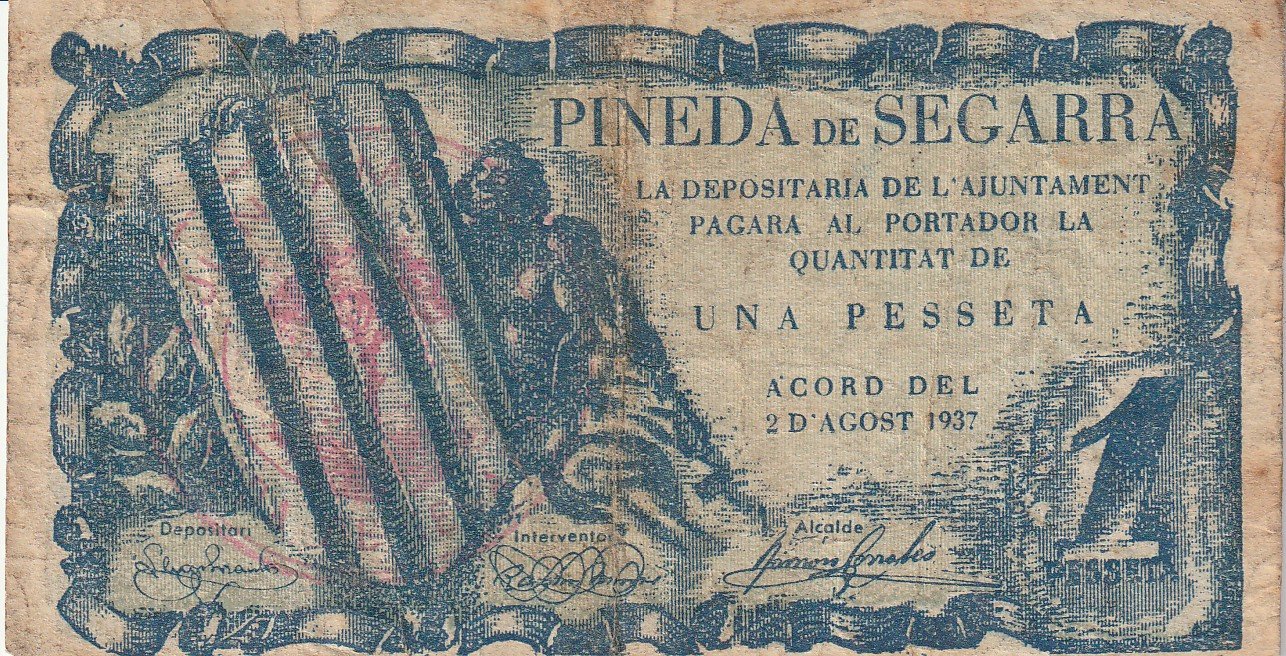 PINEDA DE SEGARRA
LA DEPOSITARIA DE L'AJUNTAMENT
PAGARA AL PORTADOR LA
QUANTITAT DE
UNA PESSETA
ACORD DEL
2 D'AGOST 1937
Depositari
Interventor
Alcalde
1
PESSETA